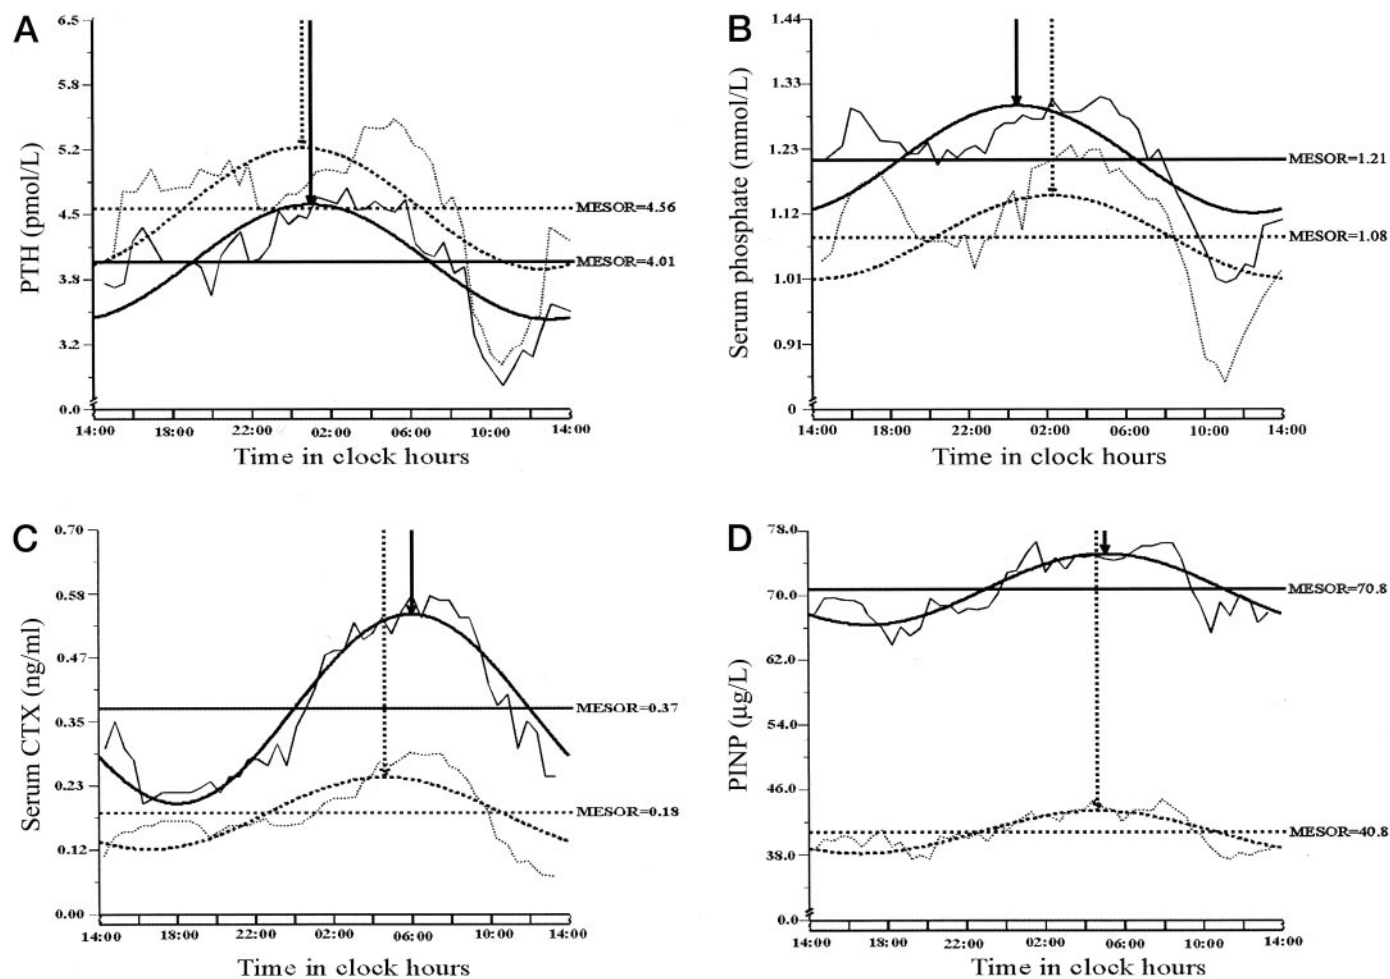 A
PTH (pmol/L)
6.5
5.8
5.2
4.5
3.8
3.2
0.0
MESOR=4.56
MESOR=4.01
14:00 18:00 22:00 02:00 06:00 10:00 14:00
Time in clock hours
B
Serum phosphate (mmol/L)
1.44
1.33
1.23
1.12
1.01
0.91
0
MESOR=1.21
MESOR=1.08
14:00 18:00 22:00 02:00 06:00 10:00 14:00
Time in clock hours
C
Serum CTX (ng/ml)
0.70
0.58
0.47
0.35
0.23
0.12
0.00
MESOR=0.37
MESOR=0.18
14:00 18:00 22:00 02:00 06:00 10:00 14:00
Time in clock hours
D
PINP (µg/L)
78.0
70.0
62.0
54.0
46.0
38.0
0.0
MESOR=70.8
MESOR=40.8
14:00 18:00 22:00 02:00 06:00 10:00 14:00
Time in clock hours